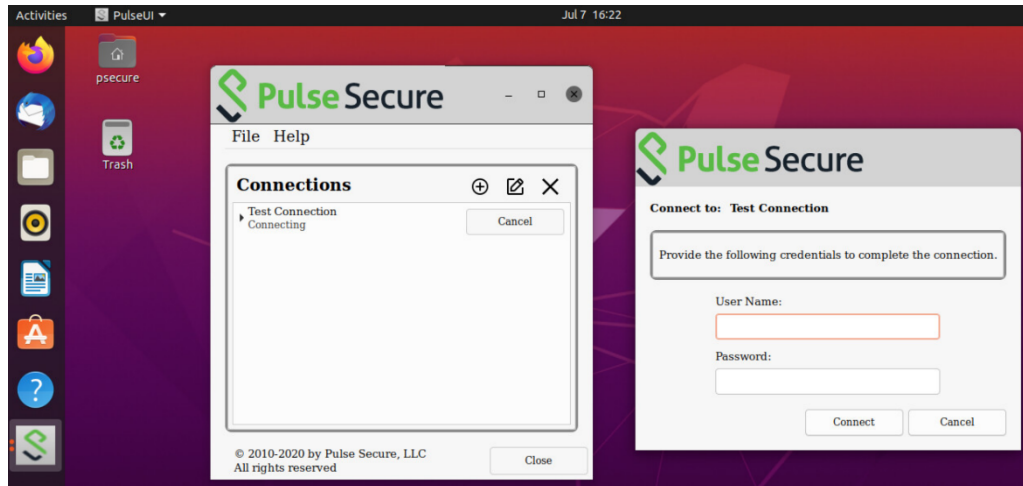 Activities
PulseUI
Jul 7 16:22
psecure
Trash
Pulse Secure
File Help
Connections
Test Connection
Connecting
Cancel
© 2010-2020 by Pulse Secure, LLC
All rights reserved
Close
Pulse Secure
Connect to: Test Connection
Provide the following credentials to complete the connection.
User Name:
Password:
Connect
Cancel